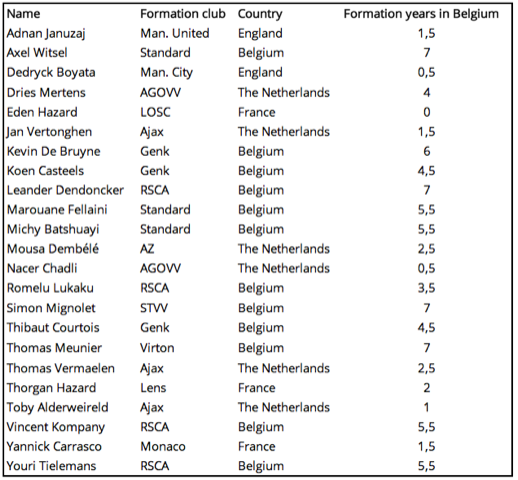 Name Formation club Country Formation years in Belgium
Adnan Januzaj Man. United England 1,5
Axel Witsel Standard Belgium 7
Dedryck Boyata Man. City England 0,5
Dries Mertens AGOVV The Netherlands 4
Eden Hazard LOSC France 0
Jan Vertonghen Ajax The Netherlands 1,5
Kevin De Bruyne Genk Belgium 6
Koen Casteels Genk Belgium 4,5
Leander Dendoncker RSCA Belgium 7
Marouane Fellaini Standard Belgium 5,5
Michy Batshuayi Standard Belgium 5,5
Mousa Dembélé AZ The Netherlands 2,5
Nacer Chadli AGOVV The Netherlands 0,5
Romelu Lukaku RSCA Belgium 3,5
Simon Mignolet STVV Belgium 7
Thibaut Courtois Genk Belgium 4,5
Thomas Meunier Virton Belgium 7
Thomas Vermaelen Ajax The Netherlands 2,5
Thorgan Hazard Lens France 2
Toby Alderweireld Ajax The Netherlands 1
Vincent Kompany RSCA Belgium 5,5
Yannick Carrasco Monaco France 1,5
Youri Tielemans RSCA Belgium 5,5